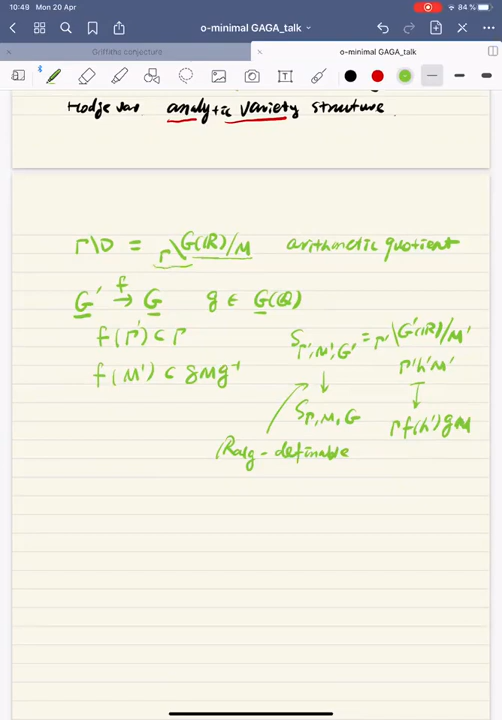 10:49 Mon 20 Apr
84 %
o-minimal GAGA_talk
Griffiths conjecture
o-minimal GAGA_talk
Hodge var analytic variety structure
Γ\D = Γ\G(ℝ)/M arithmetic quotient
G' →f G g ∈ G(ℚ)
f(Γ') ⊂ Γ
S_{Γ',M',G'} = Γ'\G'(ℝ)/M'
f(M') ⊂ gMg⁻¹
Γ'h'M'
↓
↓
S_{Γ,M,G}
Γf(h')gM
ℝalg-definable